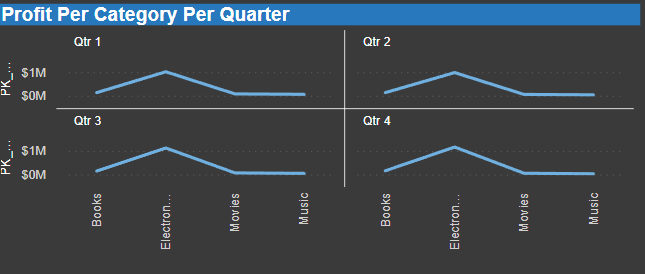 Profit Per Category Per Quarter
Qtr 1
Qtr 2
PK_...
$1M
$0M
Qtr 3
Qtr 4
PK_...
$1M
$0M
Books
Electron...
Movies
Music
Books
Electron...
Movies
Music